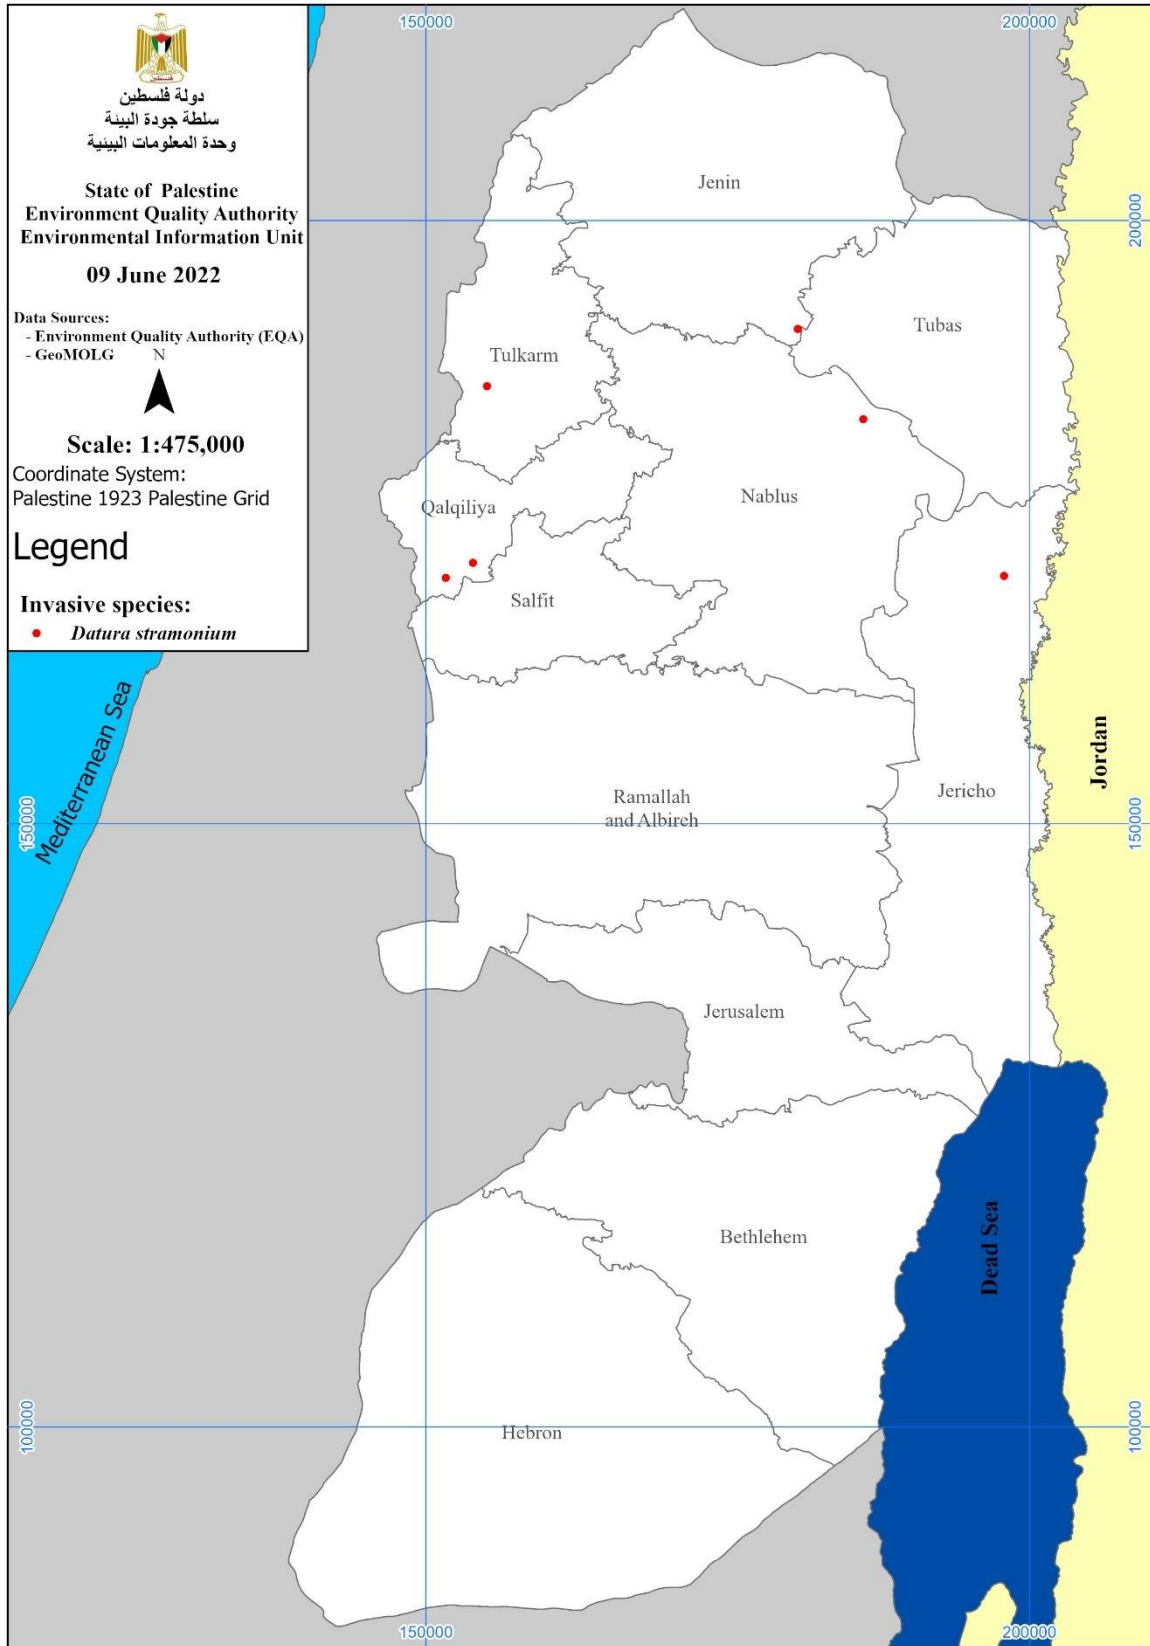 150000
200000
فلسطين
دولة فلسطين
سلطة جودة البيئة
وحدة المعلومات البيئية
State of Palestine
Environment Quality Authority
Environmental Information Unit
09 June 2022
Data Sources:
- Environment Quality Authority (EQA)
- GeoMOLG
N
Scale: 1:475,000
Coordinate System:
Palestine 1923 Palestine Grid
Legend
Invasive species:
Datura stramonium
Jenin
200000
Tubas
Tulkarm
Nablus
Qalqiliya
Salfit
Mediterranean Sea
Jordan
Ramallah
and Albireh
Jericho
150000
150000
Jerusalem
Bethlehem
Dead Sea
Hebron
100000
100000
150000
200000